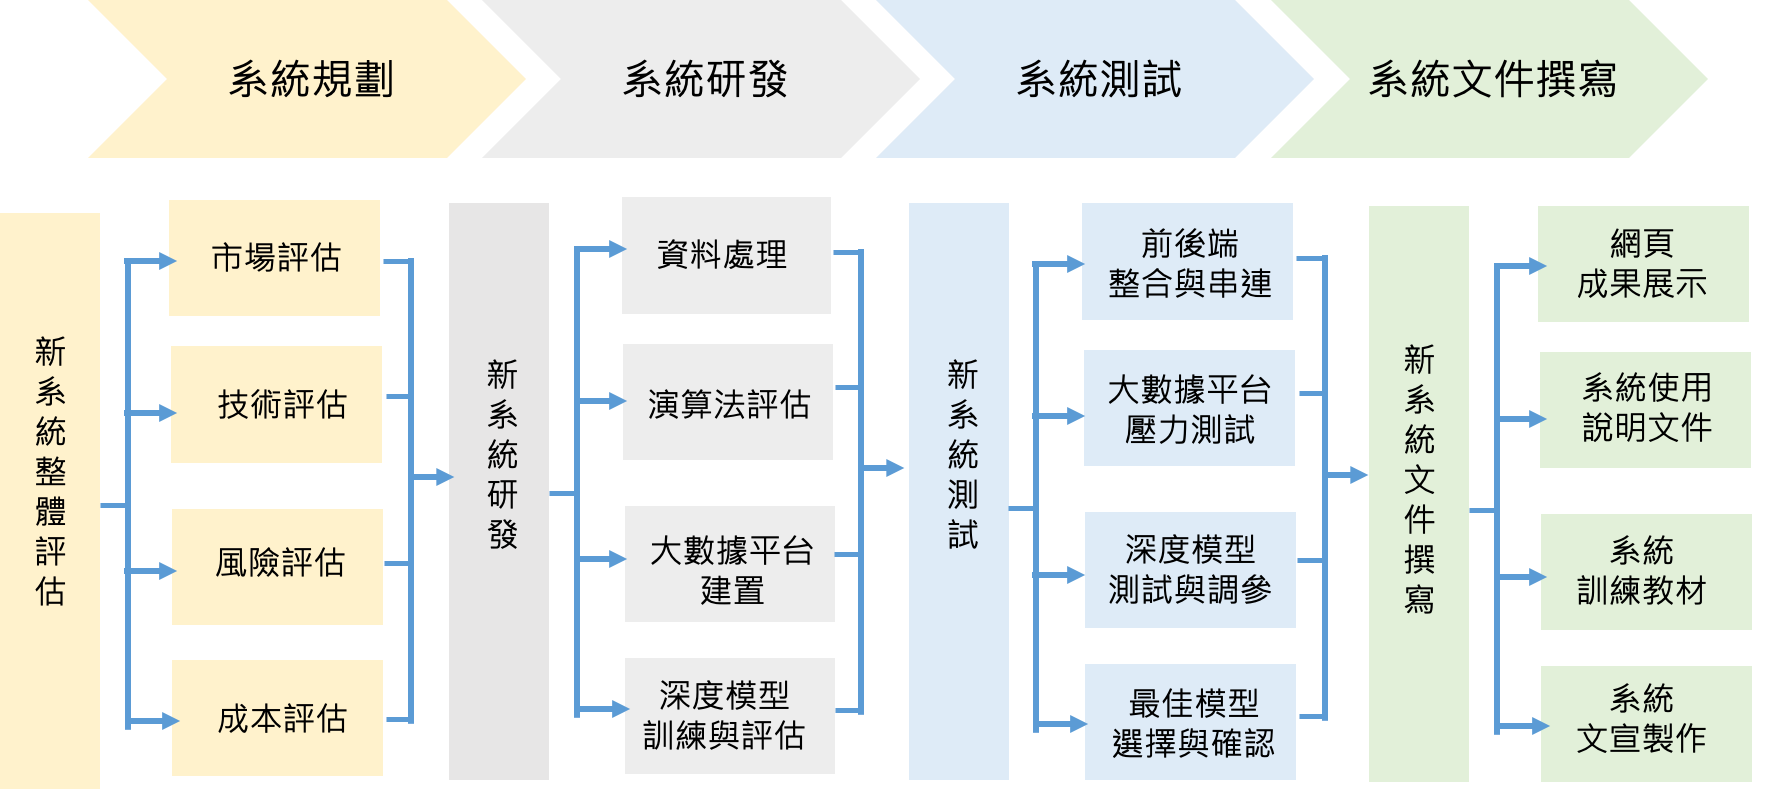 系統規劃
系統研發
系統測試
系統文件撰寫
新系統整體評估
市場評估
技術評估
風險評估
成本評估
新系統研發
資料處理
演算法評估
大數據平台
建置
深度模型
訓練與評估
新系統測試
前後端
整合與串連
大數據平台
壓力測試
深度模型
測試與調參
最佳模型
選擇與確認
新系統文件撰寫
網頁
成果展示
系統使用
說明文件
系統
訓練教材
系統
文宣製作